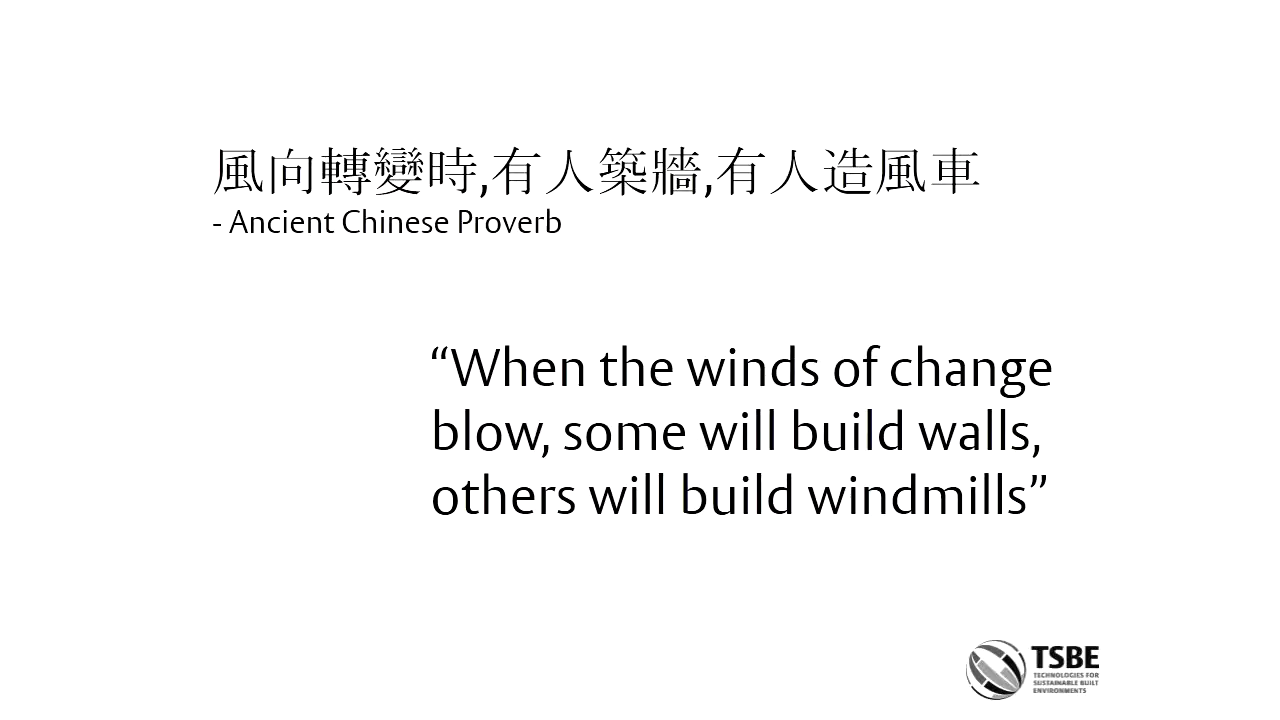 風向轉變時,有人築牆,有人造風車
- Ancient Chinese Proverb
“When the winds of change
blow, some will build walls,
others will build windmills”
TSBE
TECHNOLOGIES FOR
SUSTAINABLE BUILT
ENVIRONMENTS